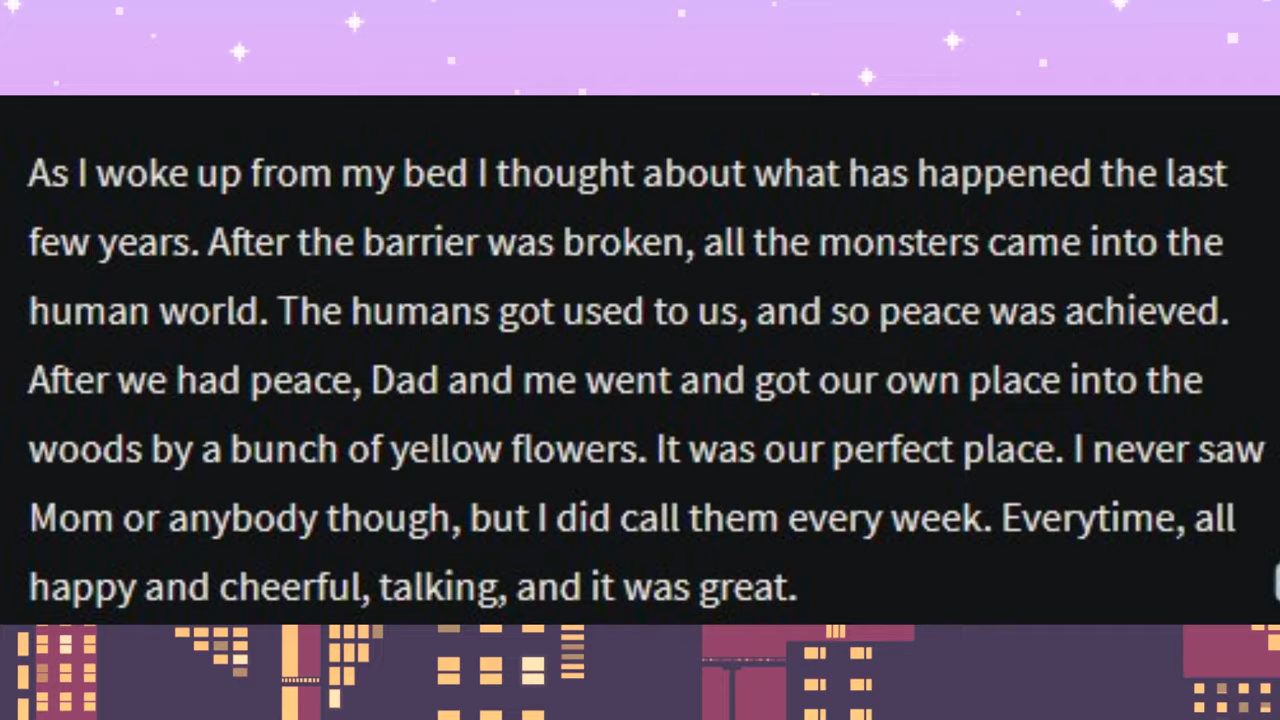 As I woke up from my bed I thought about what has happened the last
few years. After the barrier was broken, all the monsters came into the
human world. The humans got used to us, and so peace was achieved.
After we had peace, Dad and me went and got our own place into the
woods by a bunch of yellow flowers. It was our perfect place. I never saw
Mom or anybody though, but I did call them every week. Everytime, all
happy and cheerful, talking, and it was great.